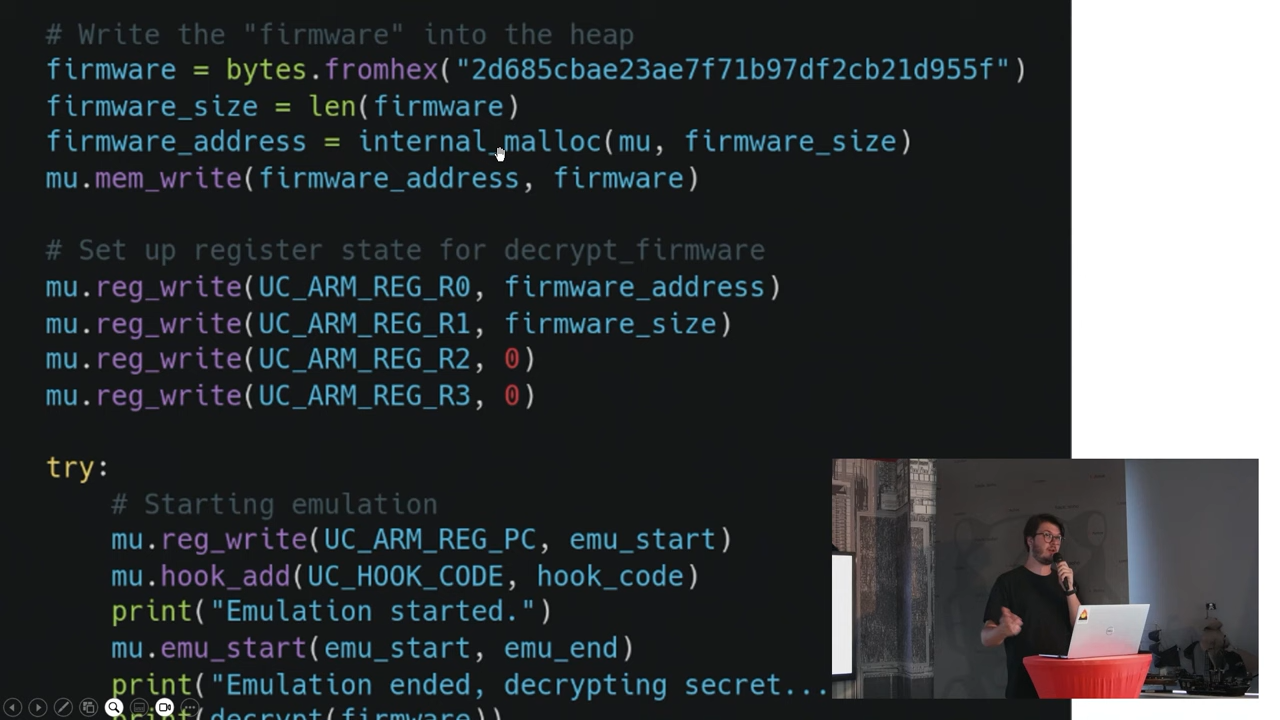 # Write the "firmware" into the heap
firmware = bytes.fromhex("2d685cbae23ae7f71b97df2cb21d955f")
firmware_size = len(firmware)
firmware_address = internal_malloc(mu, firmware_size)
mu.mem_write(firmware_address, firmware)
# Set up register state for decrypt_firmware
mu.reg_write(UC_ARM_REG_R0, firmware_address)
mu.reg_write(UC_ARM_REG_R1, firmware_size)
mu.reg_write(UC_ARM_REG_R2, 0)
mu.reg_write(UC_ARM_REG_R3, 0)
try:
# Starting emulation
mu.reg_write(UC_ARM_REG_PC, emu_start)
mu.hook_add(UC_HOOK_CODE, hook_code)
print("Emulation started.")
mu.emu_start(emu_start, emu_end)
print("Emulation ended, decrypting secret...
print(decrypt(firmware))